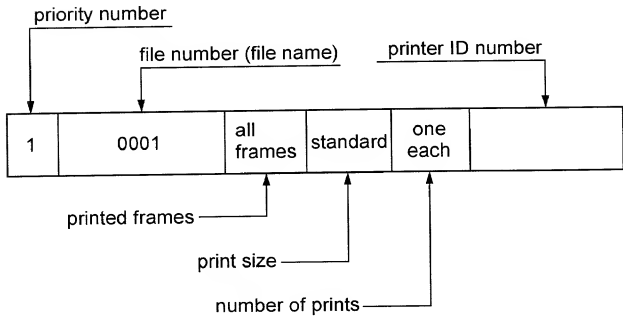 priority number
file number (file name)
printer ID number
1
0001
all
frames
standard
one
each
printed frames
print size
number of prints